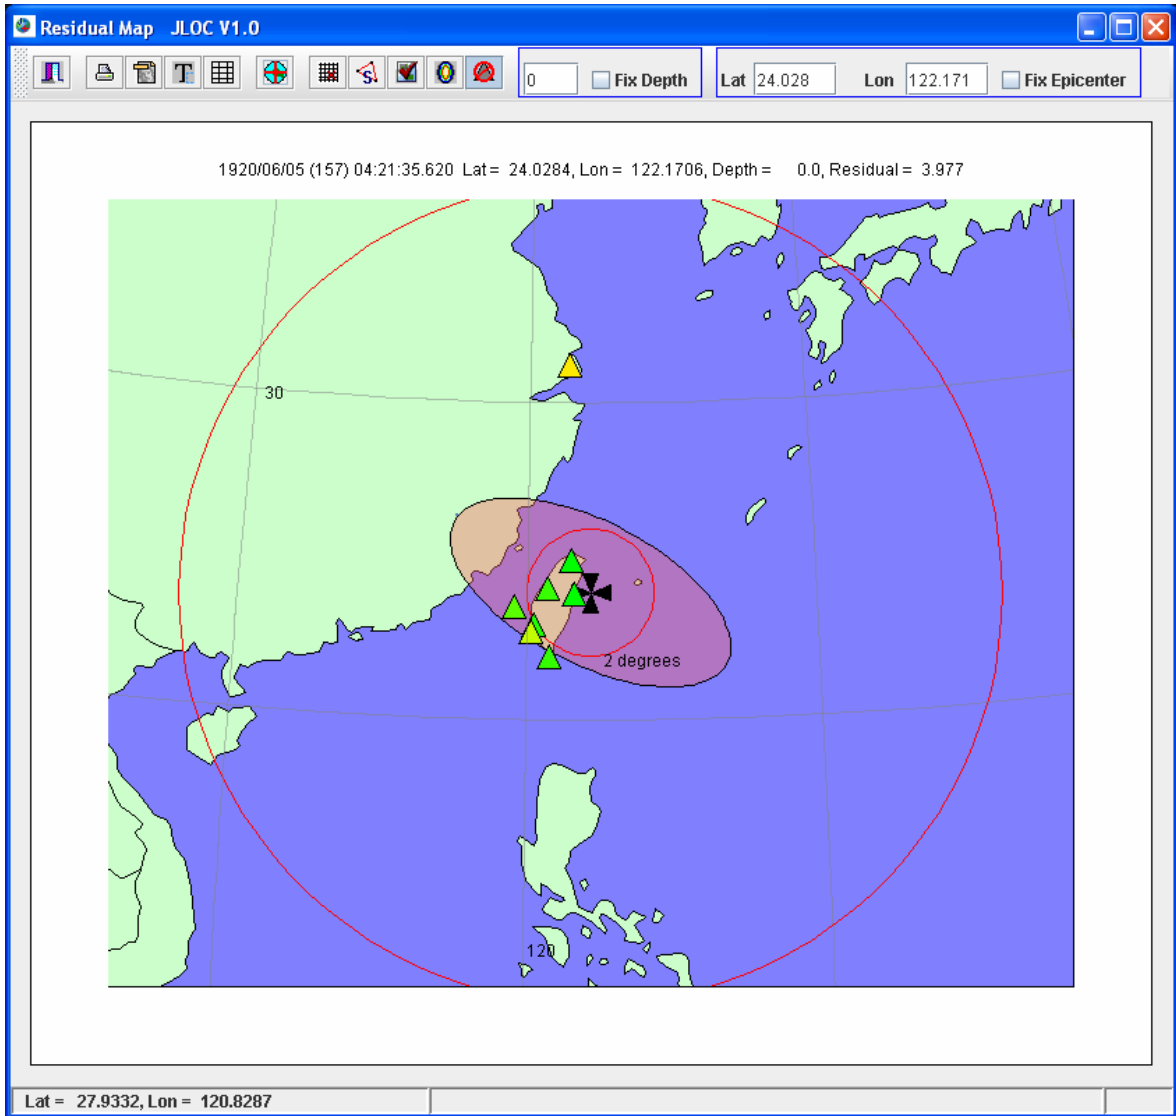 Residual Map JLOC V1.0
T S 0 0 Fix Depth Lat 24.028 Lon 122.171 Fix Epicenter
1920/06/05 (157) 04:21:35.620 Lat = 24.0284, Lon = 122.1706, Depth = 0.0, Residual = 3.977
30
2 degrees
120
Lat = 27.9332, Lon = 120.8287